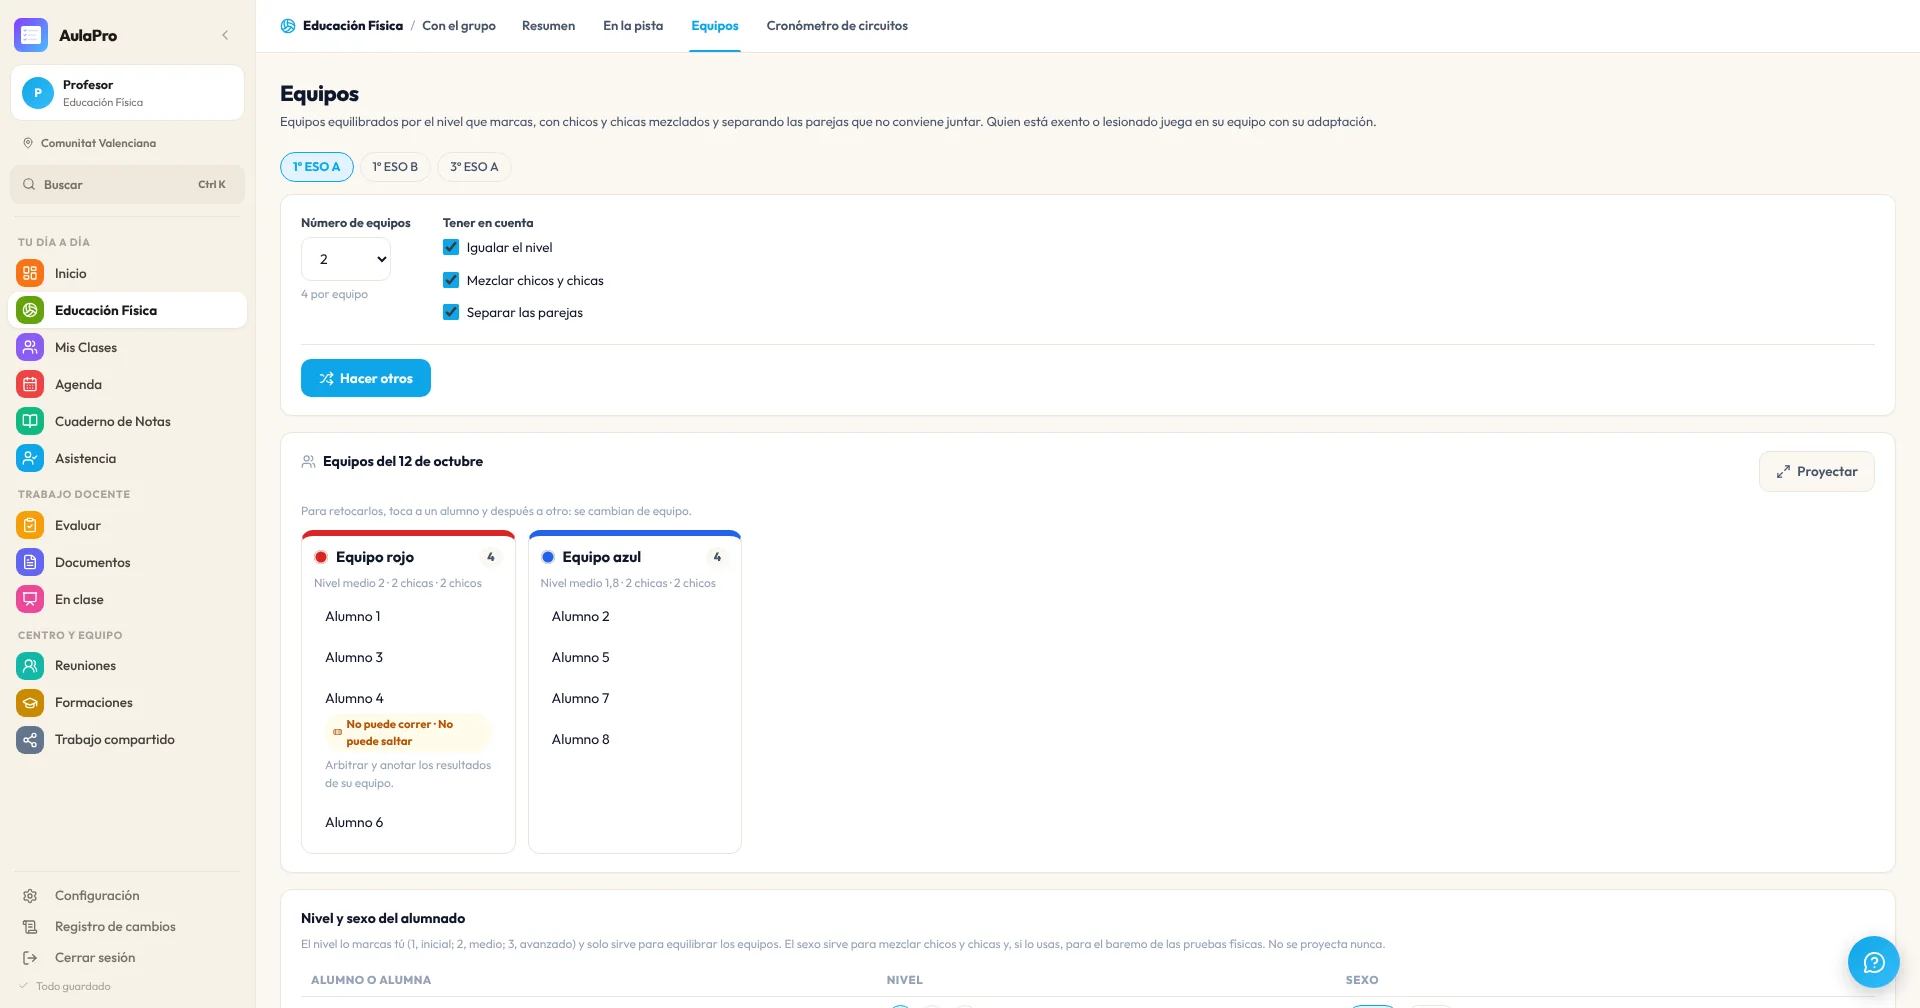 AulaPro
Profesor
Educación Física
Comunitat Valenciana
Buscar Ctrl K
TU DÍA A DÍA
Inicio
Educación Física
Mis Clases
Agenda
Cuaderno de Notas
Asistencia
TRABAJO DOCENTE
Evaluar
Documentos
En clase
CENTRO Y EQUIPO
Reuniones
Formaciones
Trabajo compartido
Configuración
Registro de cambios
Cerrar sesión
Todo guardado
Educación Física / Con el grupo Resumen En la pista Equipos Cronómetro de circuitos
Equipos
Equipos equilibrados por el nivel que marcas, con chicos y chicas mezclados y separando las parejas que no conviene juntar. Quien está exento o lesionado juega en su equipo con su adaptación.
1º ESO A 1º ESO B 3º ESO A
Número de equipos
2
4 por equipo
Tener en cuenta
Igualar el nivel
Mezclar chicos y chicas
Separar las parejas
Hacer otros
Equipos del 12 de octubre
Proyectar
Para retocarlos, toca a un alumno y después a otro: se cambian de equipo.
Equipo rojo 4
Nivel medio 2 · 2 chicas · 2 chicos
Alumno 1
Alumno 3
Alumno 4
No puede correr · No
puede saltar
Arbitrar y anotar los resultados
de su equipo.
Alumno 6
Equipo azul 4
Nivel medio 1,8 · 2 chicas · 2 chicos
Alumno 2
Alumno 5
Alumno 7
Alumno 8
Nivel y sexo del alumnado
El nivel lo marcas tú (1, inicial; 2, medio; 3, avanzado) y solo sirve para equilibrar los equipos. El sexo sirve para mezclar chicos y chicas y, si lo usas, para el baremo de las pruebas físicas. No se proyecta nunca.
ALUMNO O ALUMNA NIVEL SEXO